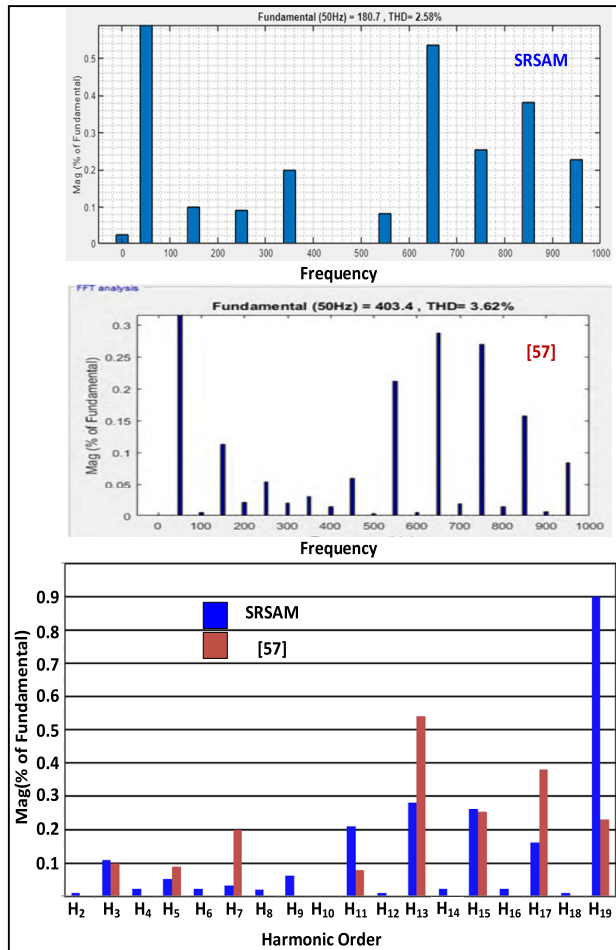 Fundamental (50Hz) = 180.7 , THD= 2.58%
SRSAM
Mag (% of Fundamental)
0.5
0.4
0.3
0.2
0.1
0
0 100 200 300 400 500 600 700 800 900 1000
Frequency
FFT analysis
Fundamental (50Hz) = 403.4 , THD= 3.62%
[57]
Mag (% of Fundamental)
0.3
0.25
0.2
0.15
0.1
0.05
0
0 100 200 300 400 500 600 700 800 900 1000
Frequency
SRSAM
[57]
Mag(% of Fundamental)
0.9
0.8
0.7
0.6
0.5
0.4
0.3
0.2
0.1
H2 H3 H4 H5 H6 H7 H8 H9 H10 H11 H12 H13 H14 H15 H16 H17 H18 H19
Harmonic Order